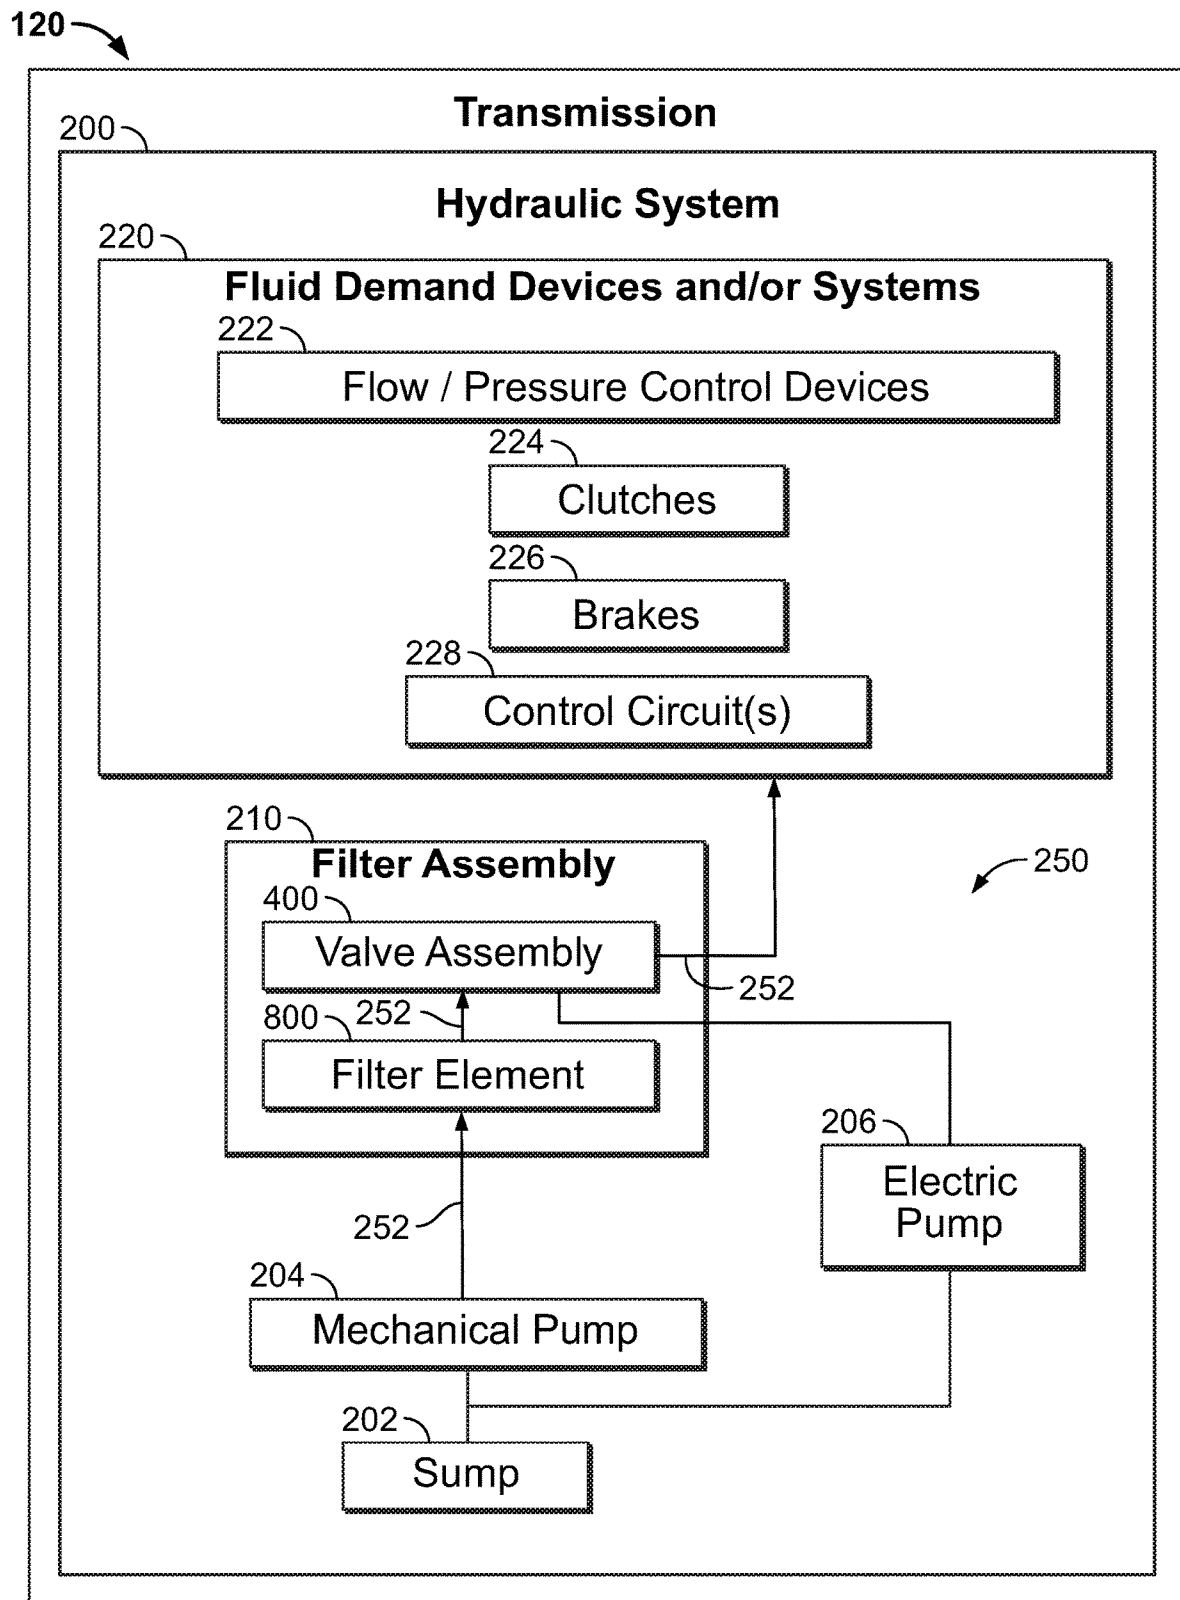 120
Transmission
200
Hydraulic System
220
Fluid Demand Devices and/or Systems
222
Flow / Pressure Control Devices
224
Clutches
226
Brakes
228
Control Circuit(s)
210
Filter Assembly
250
400
Valve Assembly
252
252
800
Filter Element
206
Electric
Pump
252
204
Mechanical Pump
202
Sump